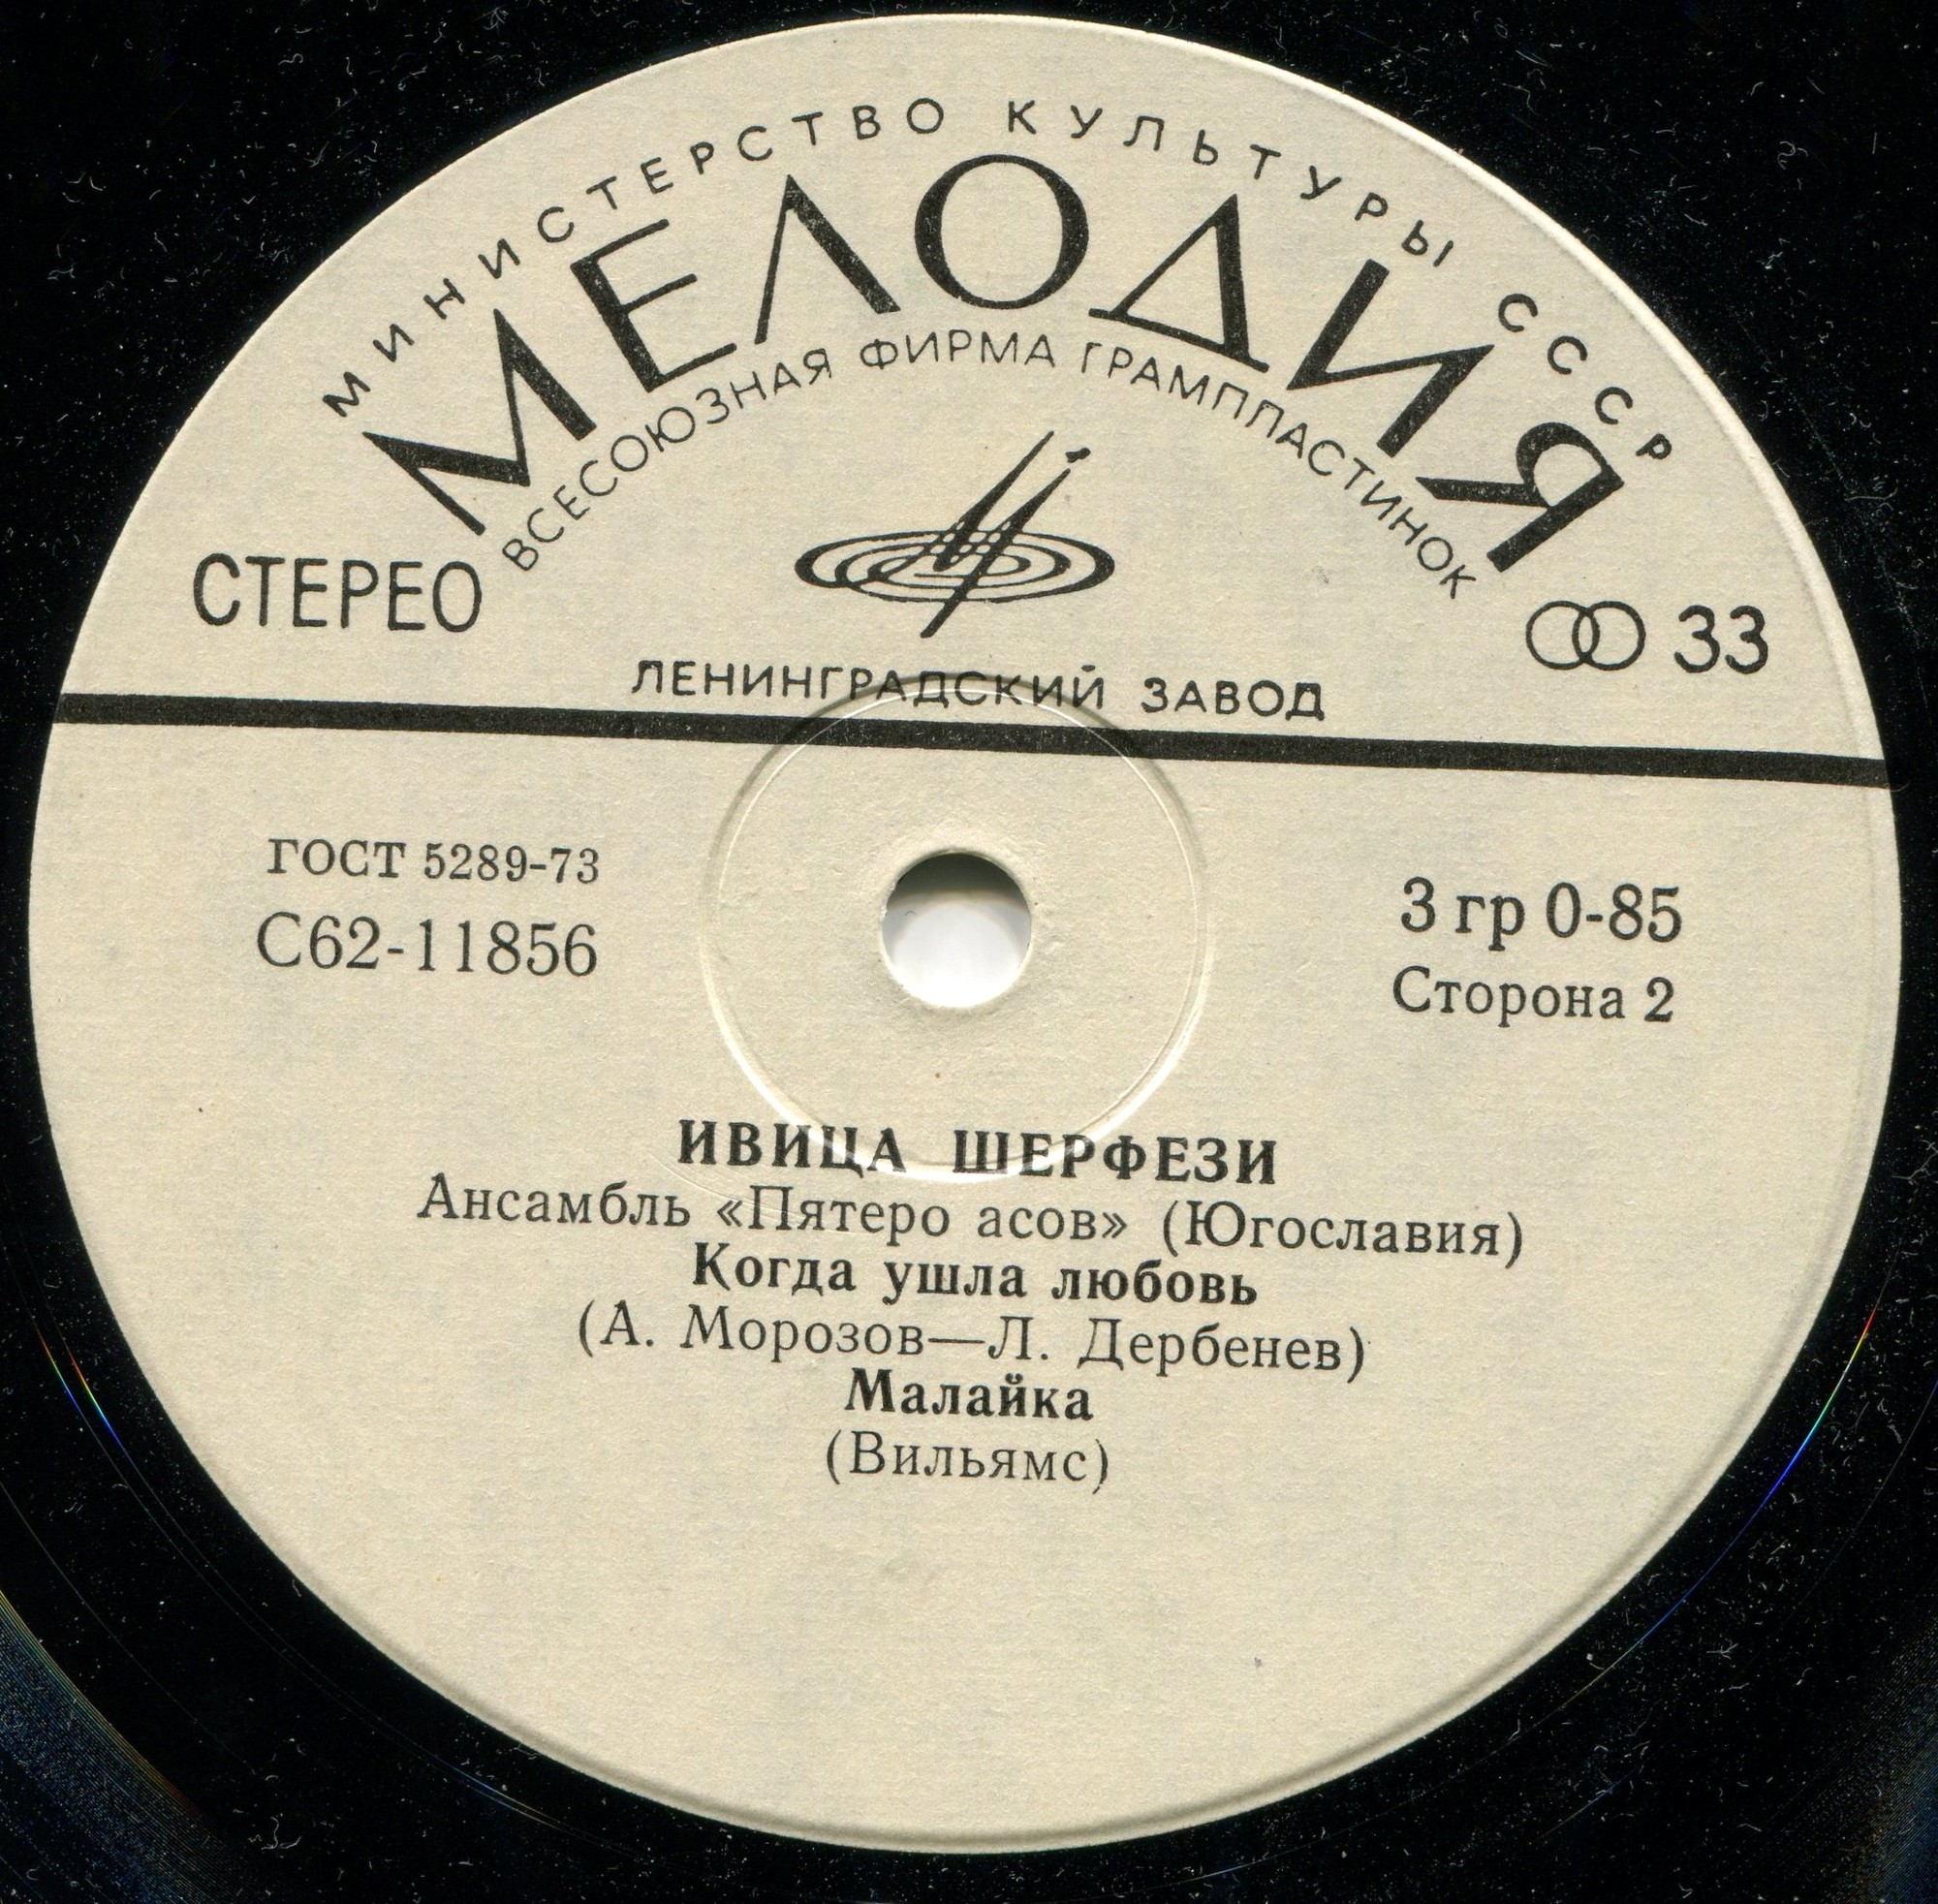 МИНИСТЕРСТВО КУЛЬТУРЫ СССР
МЕЛОДИЯ
ВСЕСОЮЗНАЯ ФИРМА ГРАМПЛАСТИНОК
СТЕРЕО
33
ЛЕНИНГРАДСКИЙ ЗАВОД
ГОСТ 5289-73
С62-11856
3 гр 0-85
Сторона 2
ИВИЦА ШЕРФЕЗИ
Ансамбль «Пятеро асов» (Югославия)
Когда ушла любовь
(А. Морозов—Л. Дербенев)
Малайка
(Вильямс)